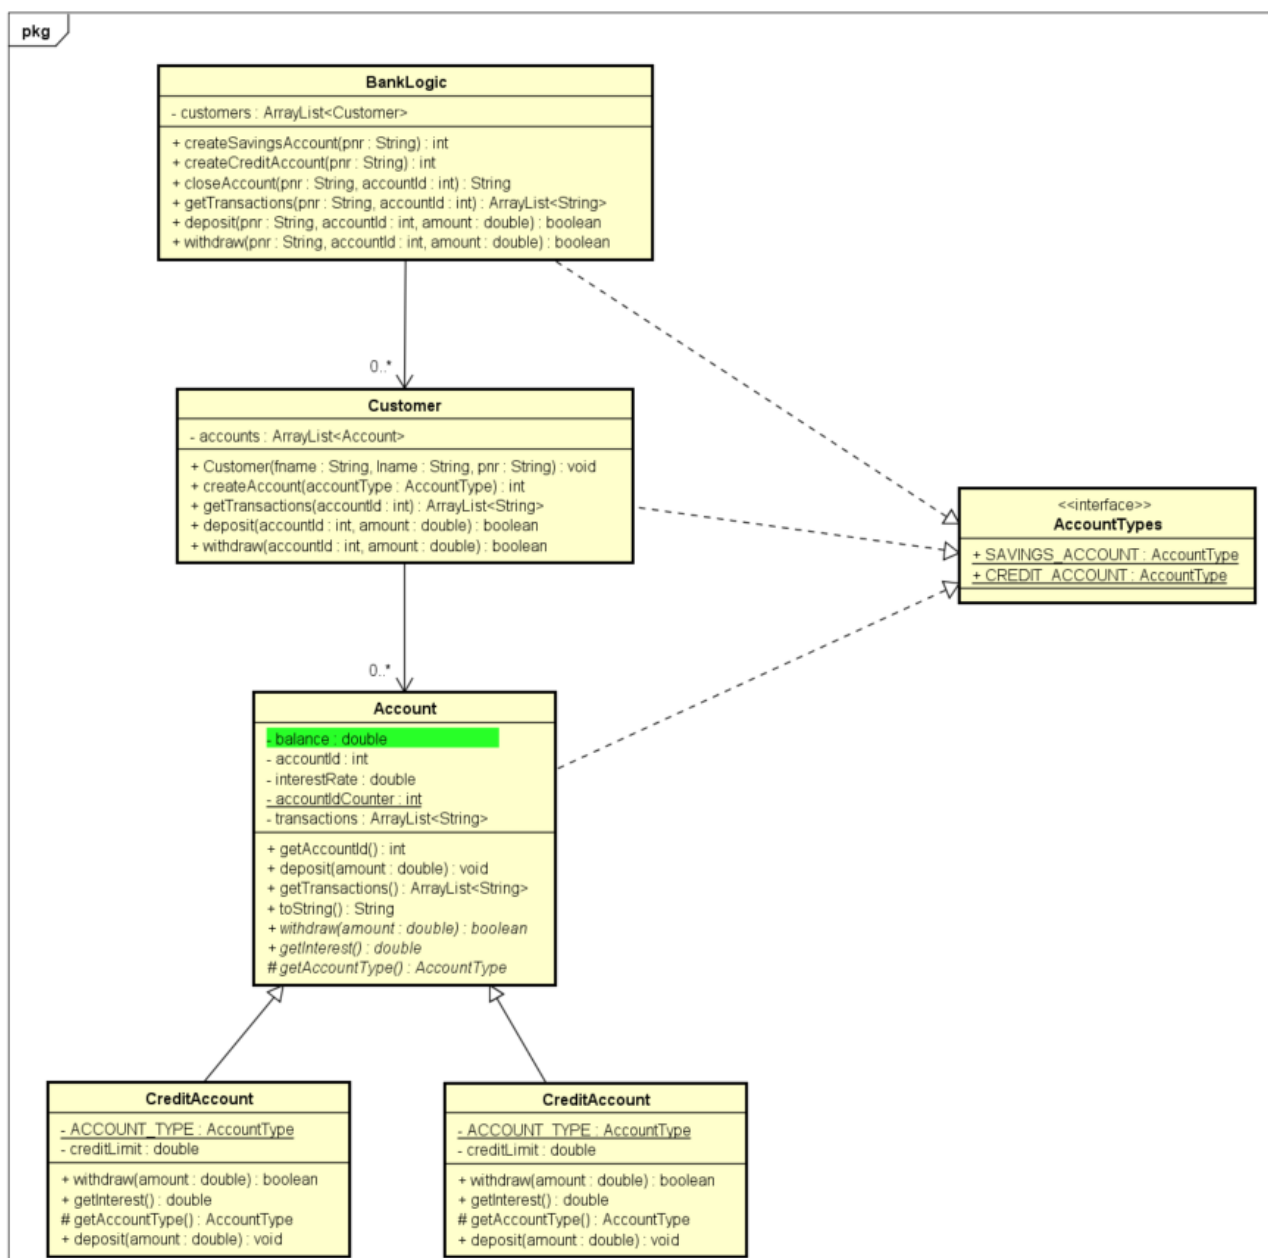 pkg
BankLogic
- customers : ArrayList<Customer>
+ createSavingsAccount(pnr : String) : int
+ createCreditAccount(pnr : String) : int
+ closeAccount(pnr : String, accountId : int) : String
+ getTransactions(pnr : String, accountId : int) : ArrayList<String>
+ deposit(pnr : String, accountId : int, amount : double) : boolean
+ withdraw(pnr : String, accountId : int, amount : double) : boolean
0..*
Customer
- accounts : ArrayList<Account>
+ Customer(fname : String, lname : String, pnr : String) : void
+ createAccount(accountType : AccountType) : int
+ getTransactions(accountId : int) : ArrayList<String>
+ deposit(accountId : int, amount : double) : boolean
+ withdraw(accountId : int, amount : double) : boolean
<<interface>>
AccountTypes
+ SAVINGS_ACCOUNT : AccountType
+ CREDIT_ACCOUNT : AccountType
0..*
Account
- balance : double
- accountId : int
- interestRate : double
- accountIdCounter : int
- transactions : ArrayList<String>
+ getAccountId() : int
+ deposit(amount : double) : void
+ getTransactions() : ArrayList<String>
+ toString() : String
+ withdraw(amount : double) : boolean
+ getInterest() : double
# getAccountType() : AccountType
CreditAccount
- ACCOUNT_TYPE : AccountType
- creditLimit : double
+ withdraw(amount : double) : boolean
+ getInterest() : double
# getAccountType() : AccountType
+ deposit(amount : double) : void
CreditAccount
- ACCOUNT_TYPE : AccountType
- creditLimit : double
+ withdraw(amount : double) : boolean
+ getInterest() : double
# getAccountType() : AccountType
+ deposit(amount : double) : void